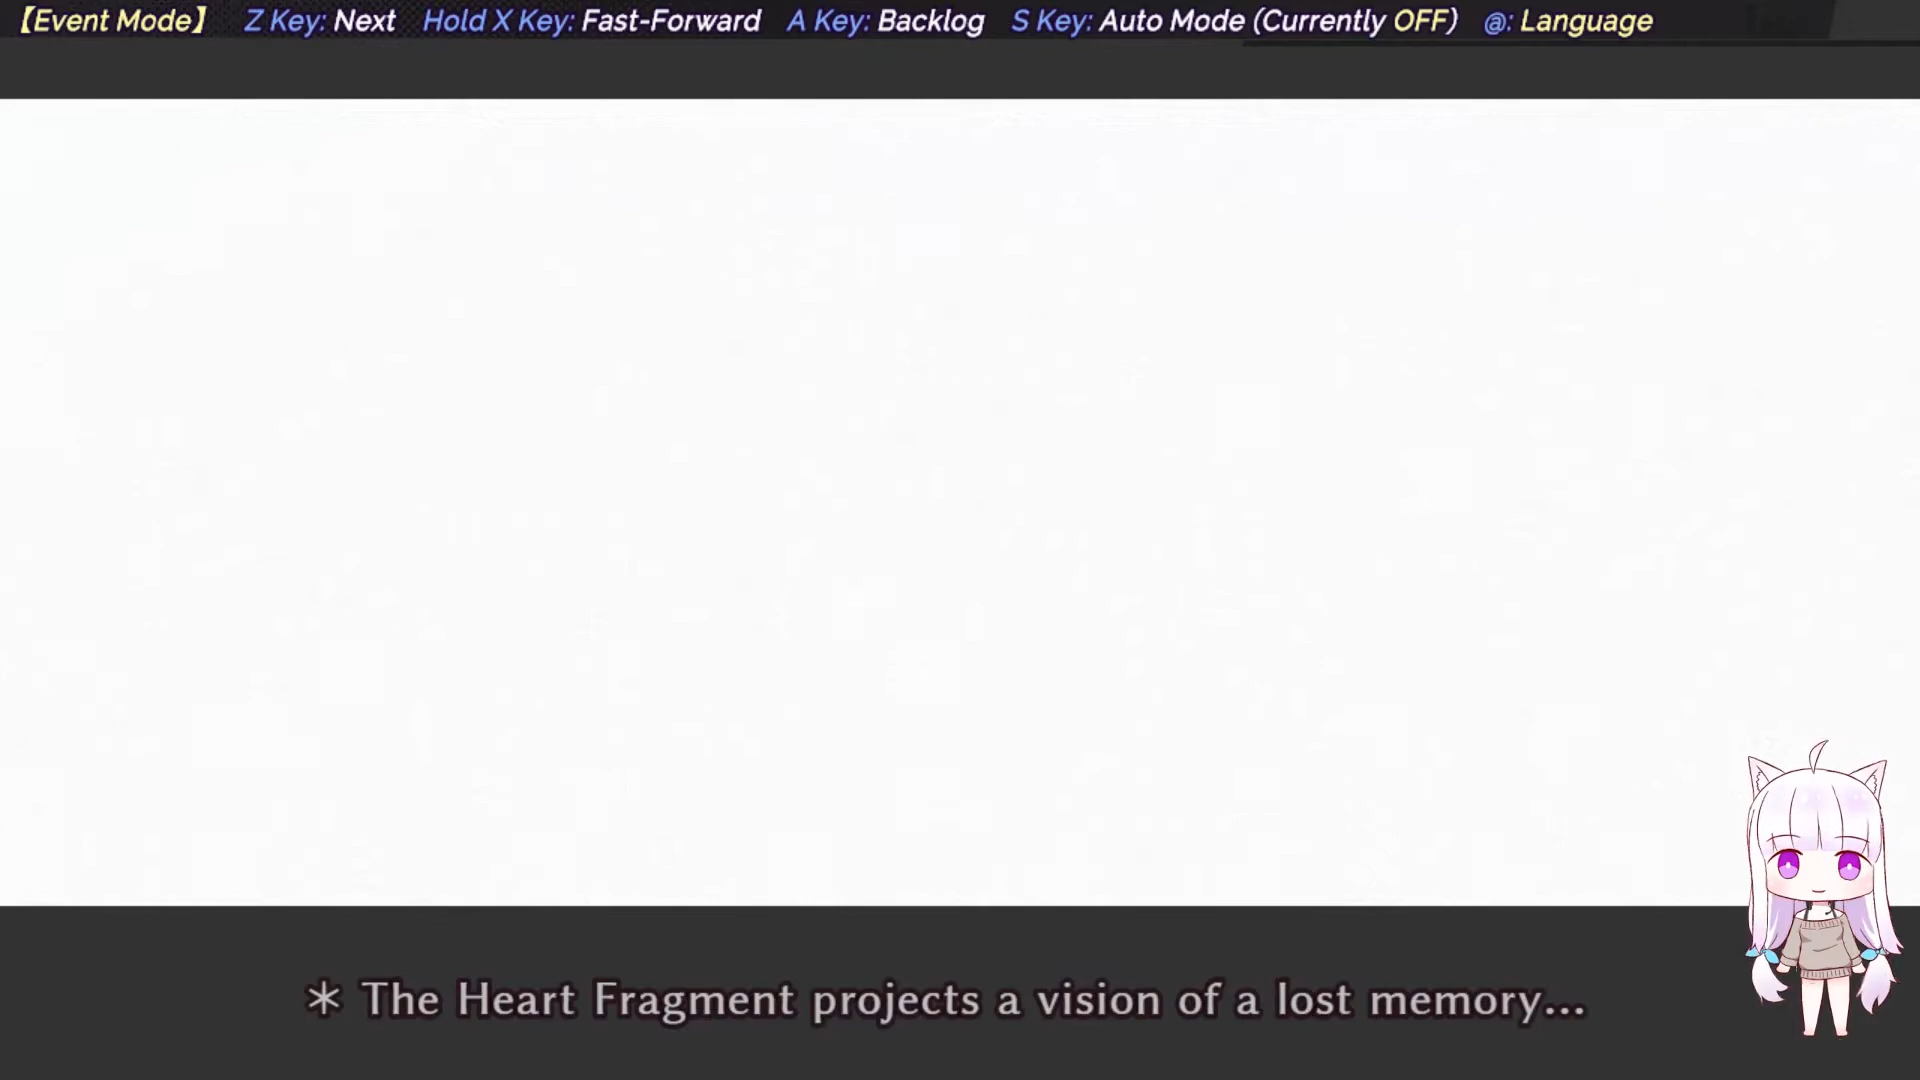 【Event Mode】 Z Key: Next Hold X Key: Fast-Forward A Key: Backlog S Key: Auto Mode (Currently OFF) @: Language
* The Heart Fragment projects a vision of a lost memory...